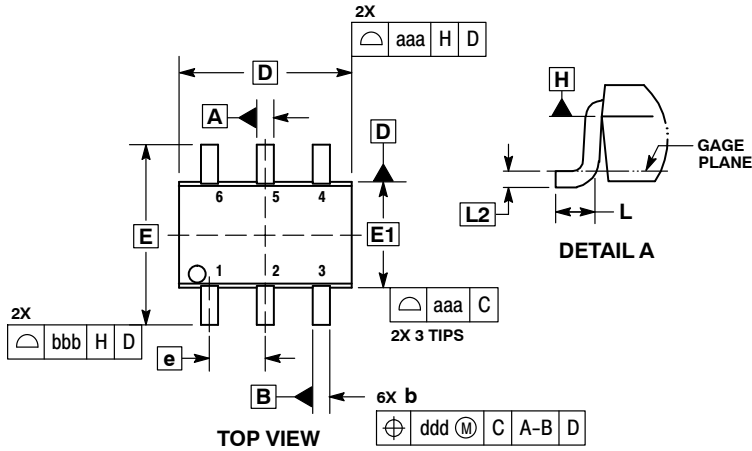 2X
⌓ aaa H D
D
A
D
H
GAGE
PLANE
6 5 4
E
E1
L2
L
DETAIL A
1 2 3
2X
⌓ bbb H D
⌓ aaa C
2X 3 TIPS
e
B
6X b
TOP VIEW
⌖ ddd Ⓜ C A-B D